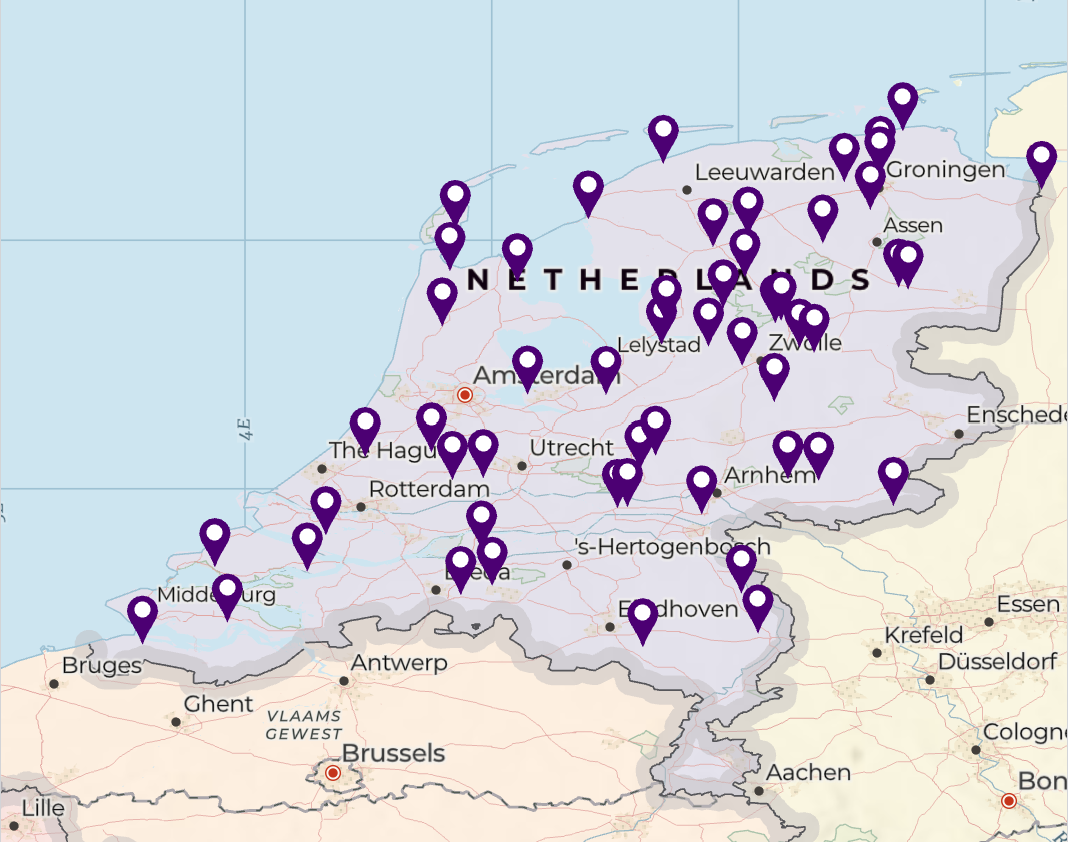 Leeuwarden
Groningen
Assen
NETHERLANDS
Lelystad
Zwolle
Amsterdam
Enschede
4E
The Hague
Utrecht
Rotterdam
Arnhem
's-Hertogenbosch
Breda
Middelburg
Eindhoven
Essen
Krefeld
Bruges
Antwerp
Düsseldorf
Ghent
VLAAMS
GEWEST
Cologne
Brussels
Aachen
Bon
Lille